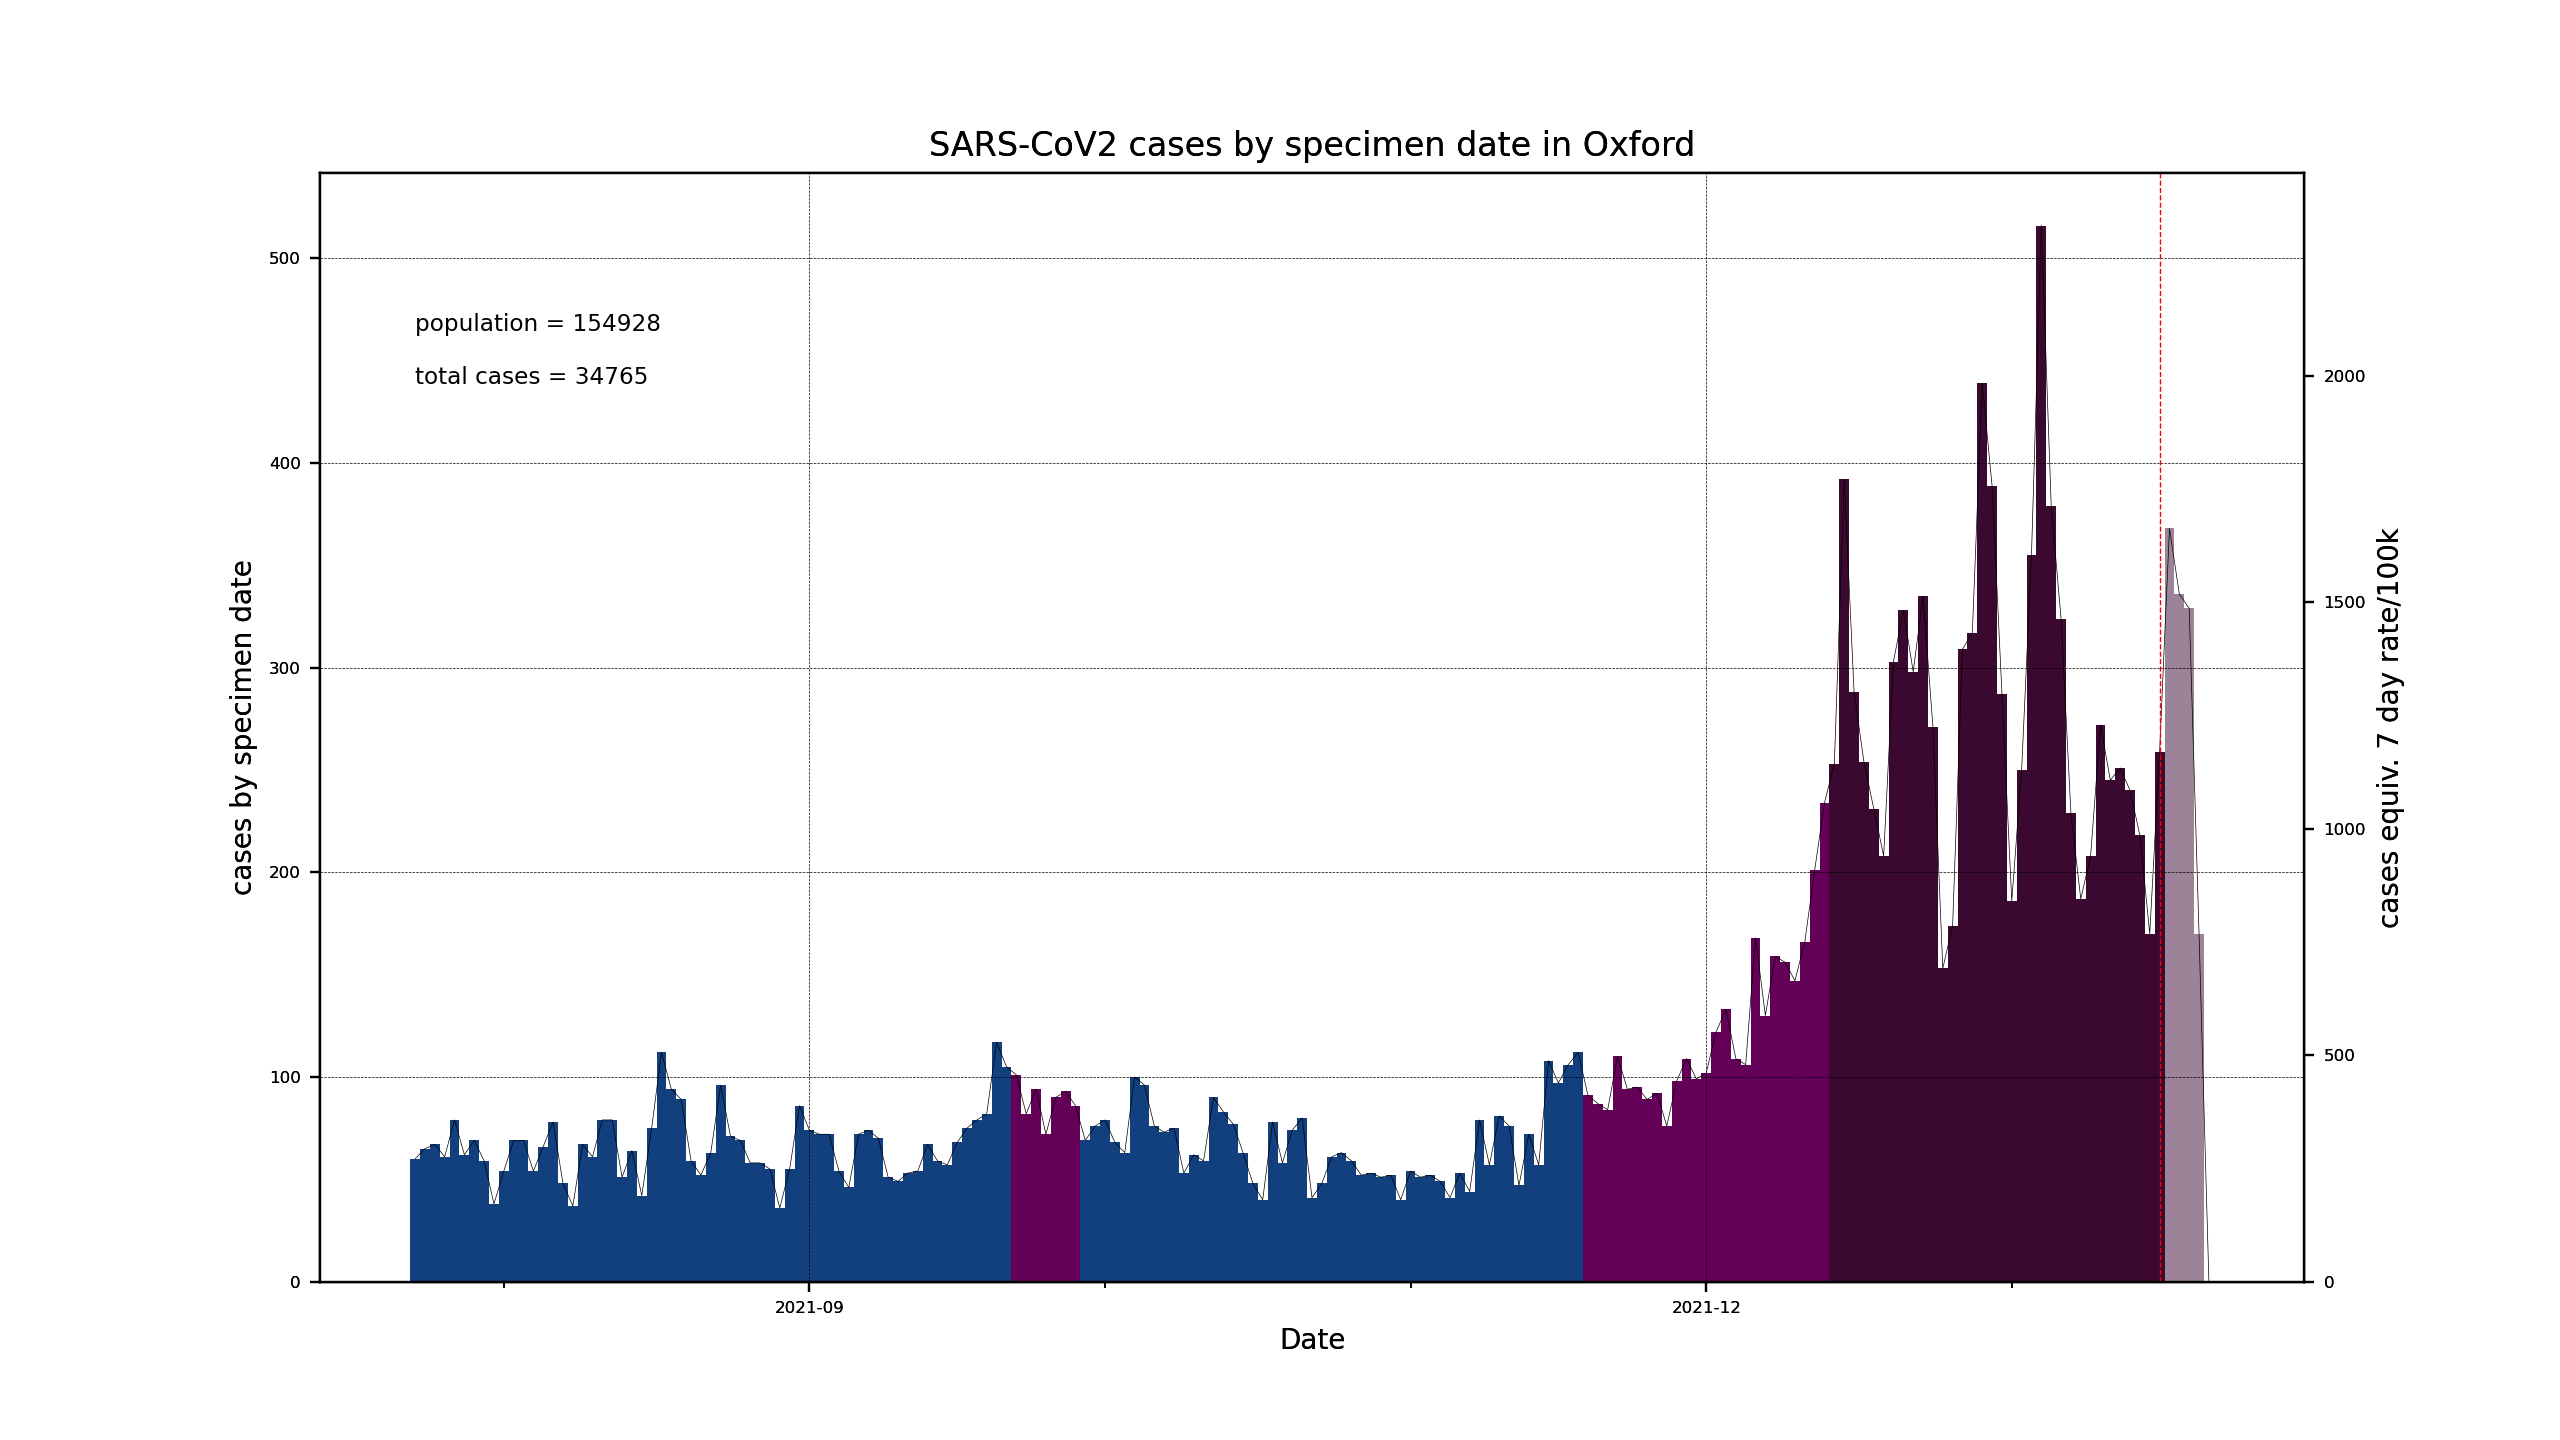 SARS-CoV2 cases by specimen date in Oxford
population = 154928
total cases = 34765
cases by specimen date
500
400
300
200
100
0
2000
1500
1000
500
0
cases equiv. 7 day rate/100k
2021-09
2021-12
Date